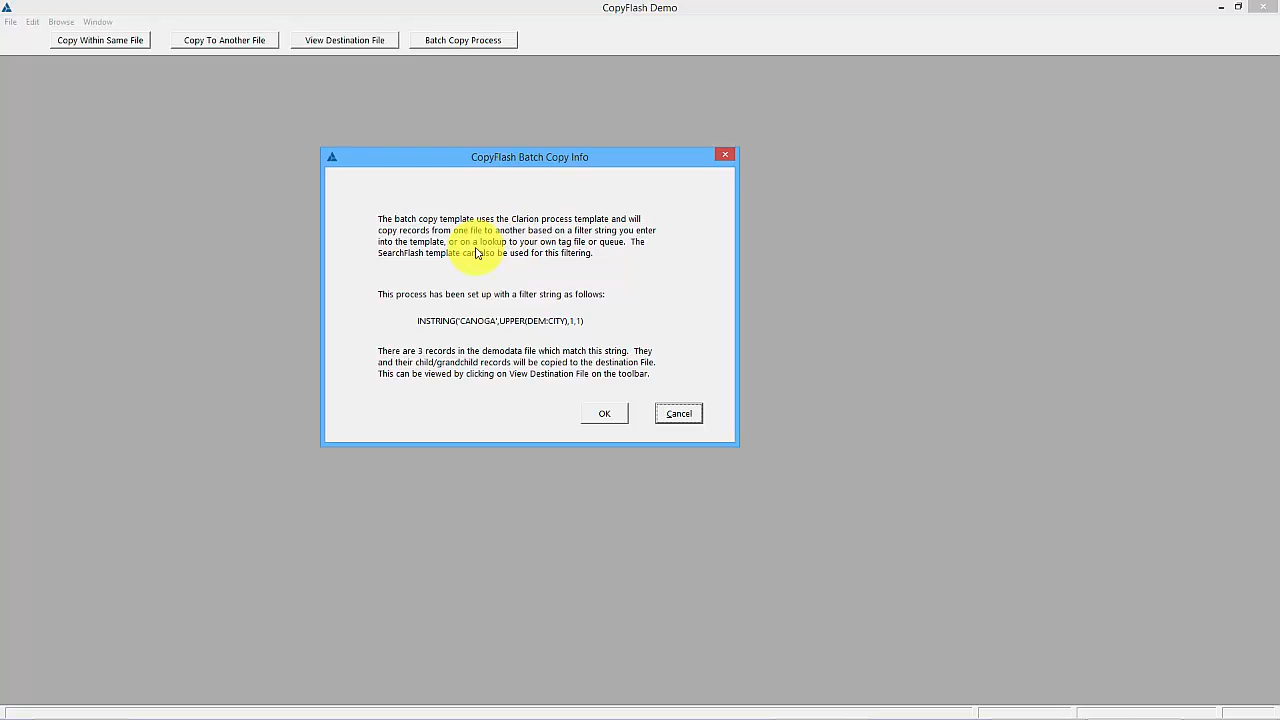 CopyFlash Demo
File Edit Browse Window
Copy Within Same File Copy To Another File View Destination File Batch Copy Process
CopyFlash Batch Copy Info
The batch copy template uses the Clarion process template and will
copy records from one file to another based on a filter string you enter
into the template, or on a lookup to your own tag file or queue. The
SearchFlash template can also be used for this filtering.
This process has been set up with a filter string as follows:
INSTRING('CANOGA',UPPER(DEM:CITY),1,1)
There are 3 records in the demodata file which match this string. They
and their child/grandchild records will be copied to the destination File.
This can be viewed by clicking on View Destination File on the toolbar.
OK Cancel